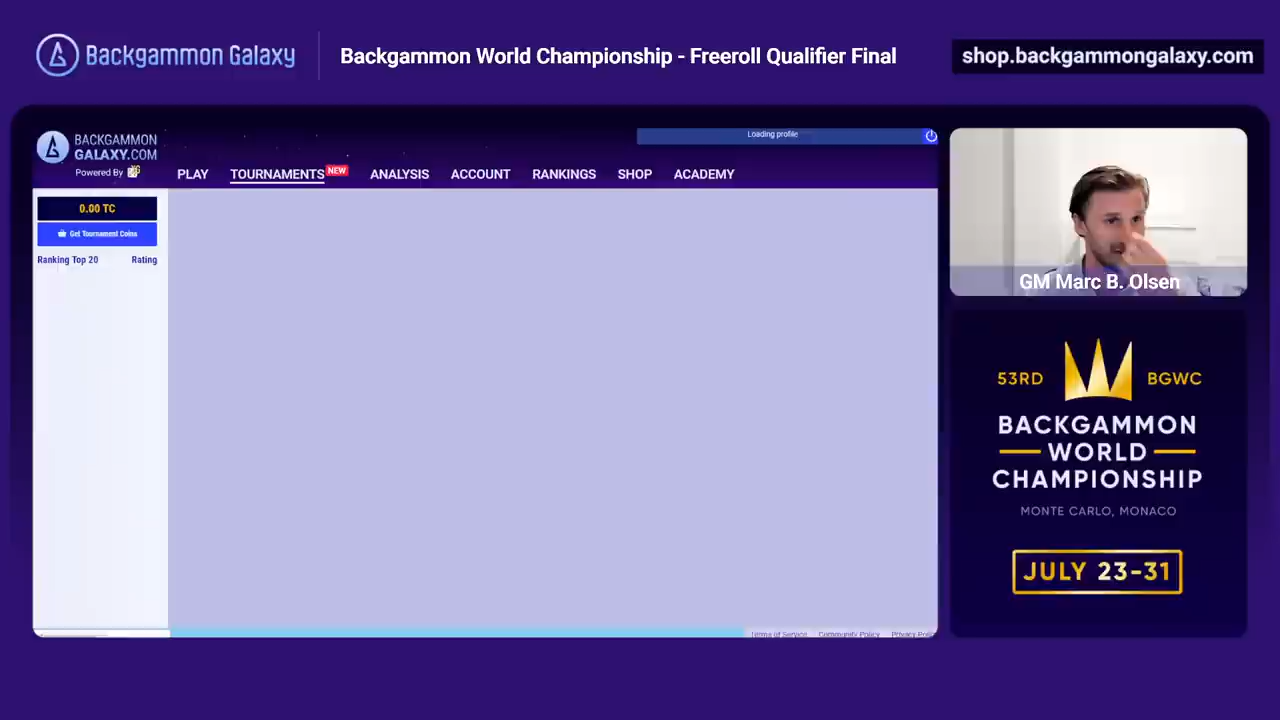 Backgammon Galaxy
Backgammon World Championship - Freeroll Qualifier Final
shop.backgammongalaxy.com
BACKGAMMON
GALAXY.COM
Powered By
Loading profile
PLAY
TOURNAMENTS
NEW
ANALYSIS
ACCOUNT
RANKINGS
SHOP
ACADEMY
0.00 TC
Get Tournament Coins
Ranking Top 20
Rating
GM Marc B. Olsen
53RD
BGWC
BACKGAMMON
WORLD
CHAMPIONSHIP
MONTE CARLO, MONACO
JULY 23-31
Terms of Service
Community Policy
Privacy